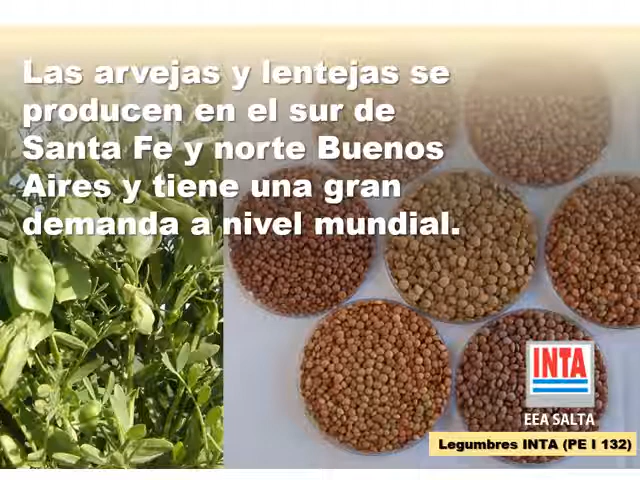 Las arvejas y lentejas se
producen en el sur de
Santa Fe y norte Buenos
Aires y tiene una gran
demanda a nivel mundial.
INTA
EEA SALTA
Legumbres INTA (PE I 132)